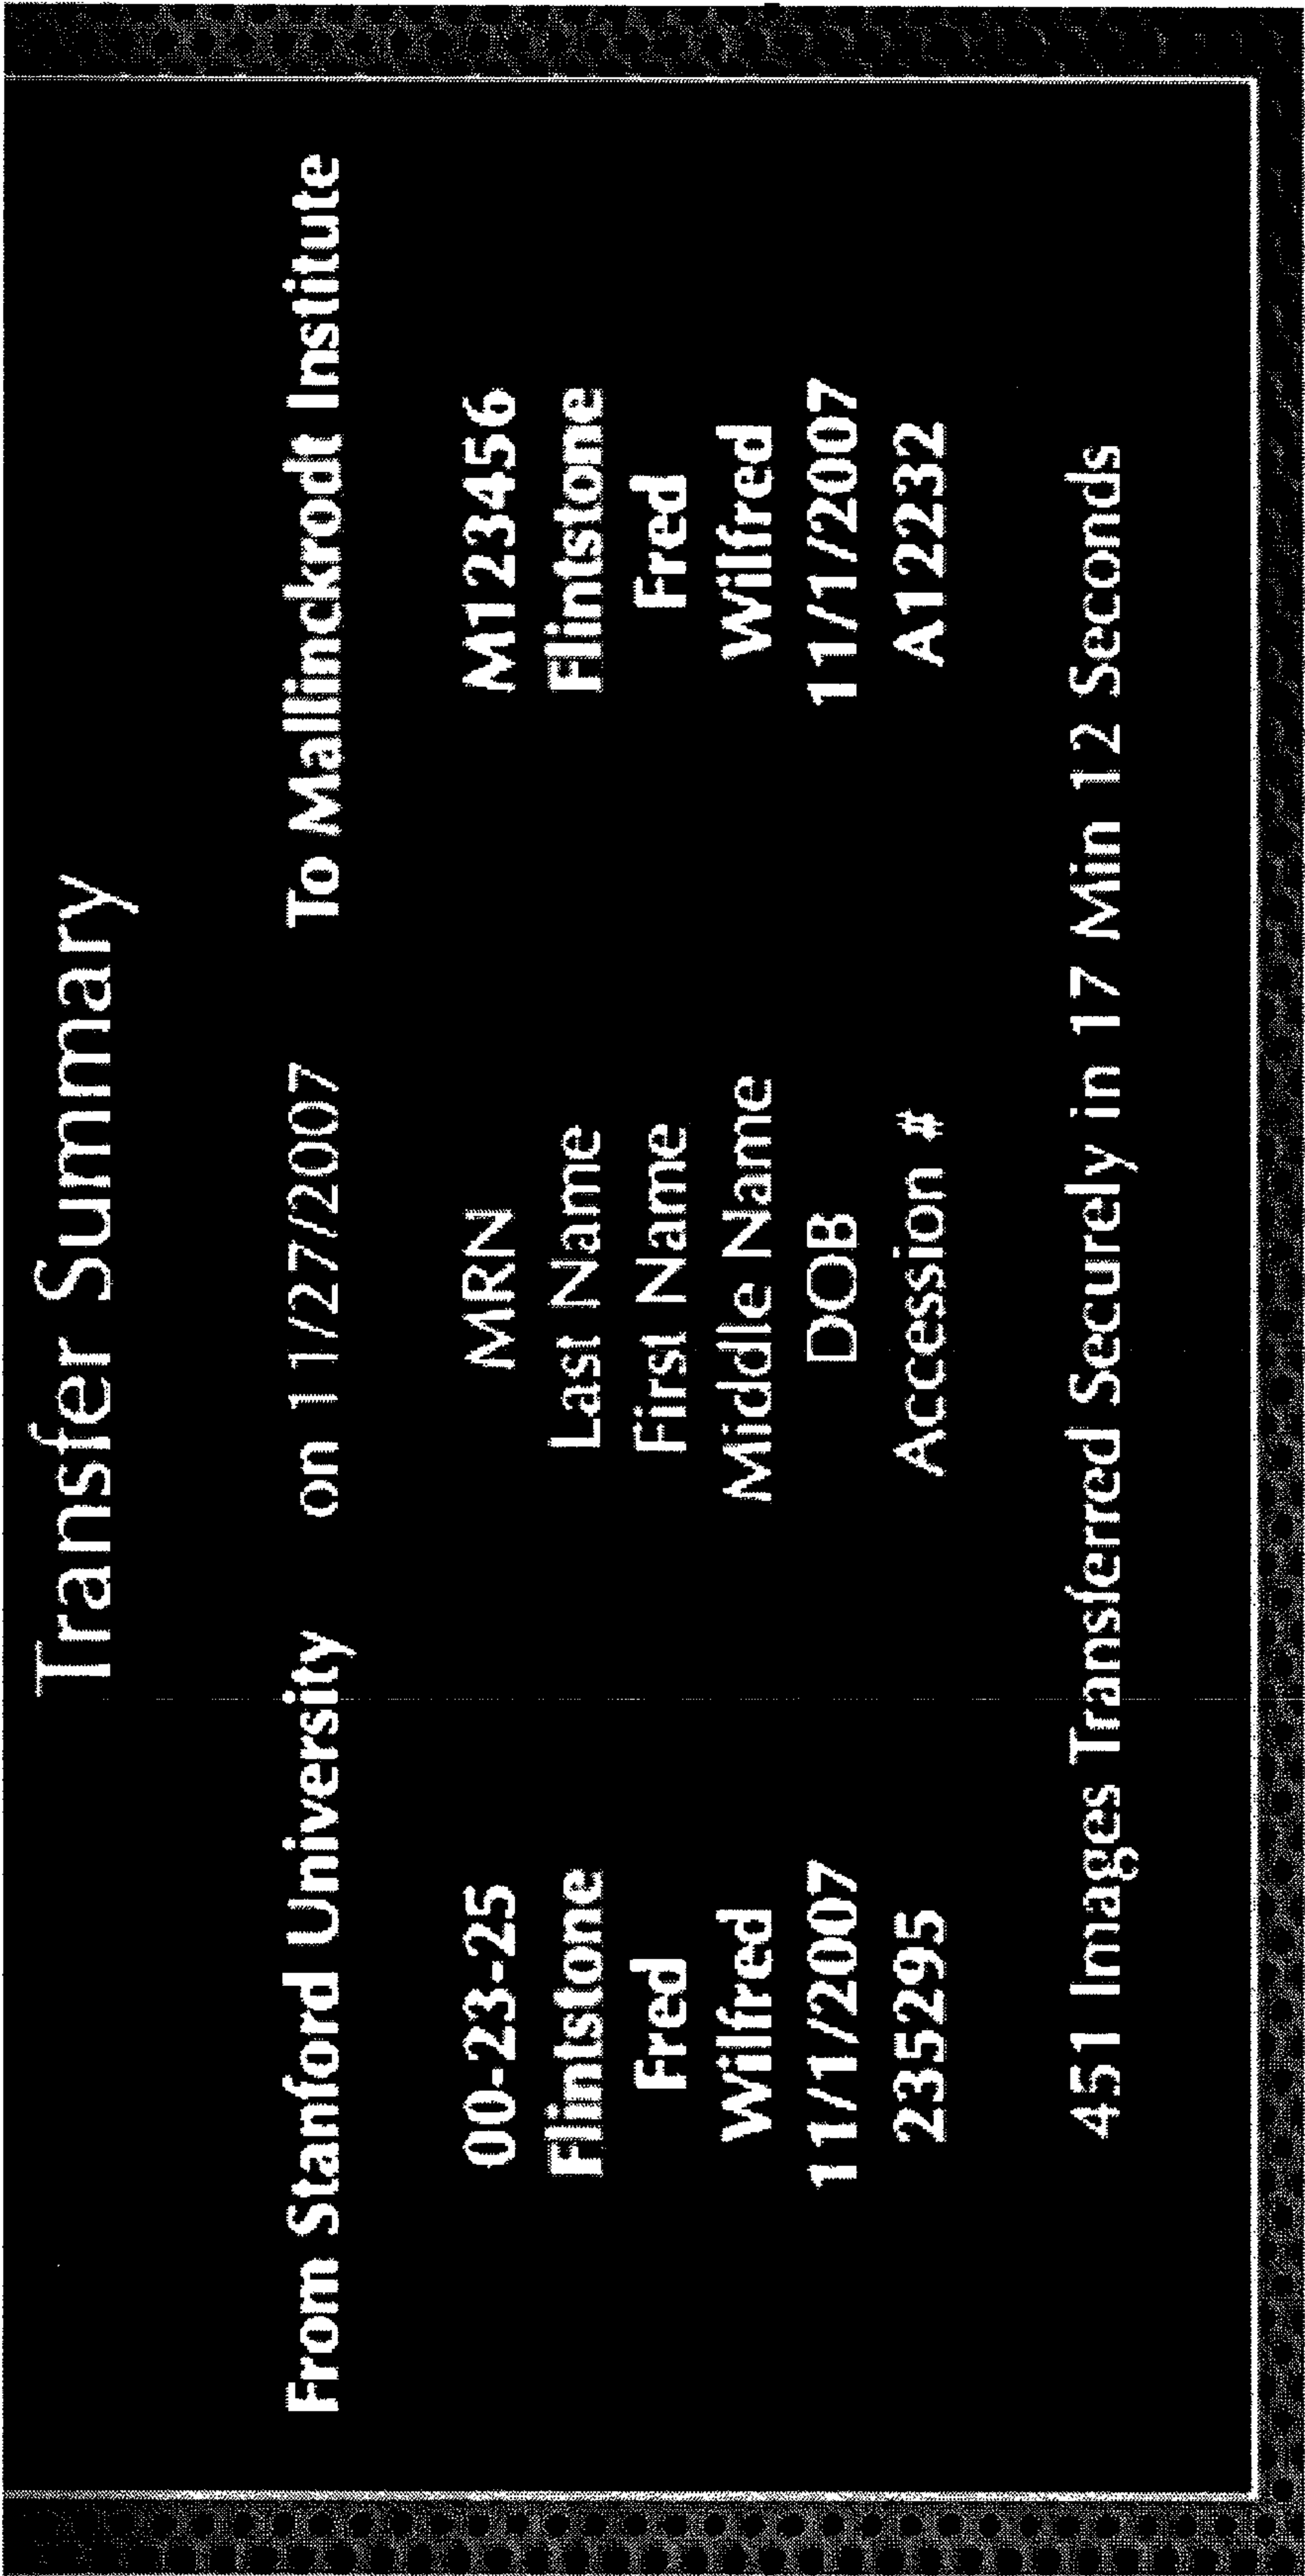 Transfer Summary
From Stanford University on 11/27/2007 To Mallinckrodt Institute
00-23-25 MRN M123456
Flintstone Last Name Flintstone
Fred First Name Fred
Wilfred Middle Name Wilfred
11/1/2007 DOB 11/1/2007
235295 Accession # A12232
451 Images Transferred Securely in 17 Min 12 Seconds